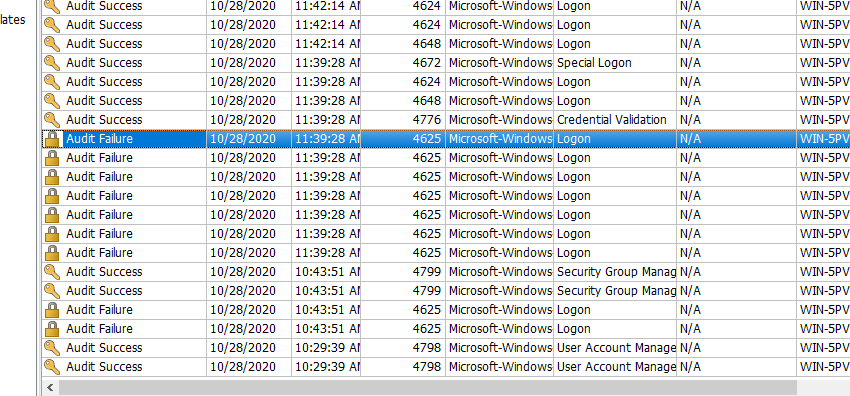 Audit Success 10/28/2020 11:42:14 AM 4624 Microsoft-Windows Logon N/A WIN-5PV
lates Audit Success 10/28/2020 11:42:14 AM 4624 Microsoft-Windows Logon N/A WIN-5PV
Audit Success 10/28/2020 11:42:14 AM 4648 Microsoft-Windows Logon N/A WIN-5PV
Audit Success 10/28/2020 11:39:28 AM 4672 Microsoft-Windows Special Logon N/A WIN-5PV
Audit Success 10/28/2020 11:39:28 AM 4624 Microsoft-Windows Logon N/A WIN-5PV
Audit Success 10/28/2020 11:39:28 AM 4648 Microsoft-Windows Logon N/A WIN-5PV
Audit Success 10/28/2020 11:39:28 AM 4776 Microsoft-Windows Credential Validation N/A WIN-5PV
Audit Failure 10/28/2020 11:39:28 AM 4625 Microsoft-Windows Logon N/A WIN-5PV
Audit Failure 10/28/2020 11:39:28 AM 4625 Microsoft-Windows Logon N/A WIN-5PV
Audit Failure 10/28/2020 11:39:28 AM 4625 Microsoft-Windows Logon N/A WIN-5PV
Audit Failure 10/28/2020 11:39:28 AM 4625 Microsoft-Windows Logon N/A WIN-5PV
Audit Failure 10/28/2020 11:39:28 AM 4625 Microsoft-Windows Logon N/A WIN-5PV
Audit Failure 10/28/2020 11:39:28 AM 4625 Microsoft-Windows Logon N/A WIN-5PV
Audit Failure 10/28/2020 11:39:28 AM 4625 Microsoft-Windows Logon N/A WIN-5PV
Audit Success 10/28/2020 10:43:51 AM 4799 Microsoft-Windows Security Group Manag N/A WIN-5PV
Audit Success 10/28/2020 10:43:51 AM 4799 Microsoft-Windows Security Group Manag N/A WIN-5PV
Audit Failure 10/28/2020 10:43:51 AM 4625 Microsoft-Windows Logon N/A WIN-5PV
Audit Failure 10/28/2020 10:43:51 AM 4625 Microsoft-Windows Logon N/A WIN-5PV
Audit Success 10/28/2020 10:29:39 AM 4798 Microsoft-Windows User Account Manage N/A WIN-5PV
Audit Success 10/28/2020 10:29:39 AM 4798 Microsoft-Windows User Account Manage N/A WIN-5PV